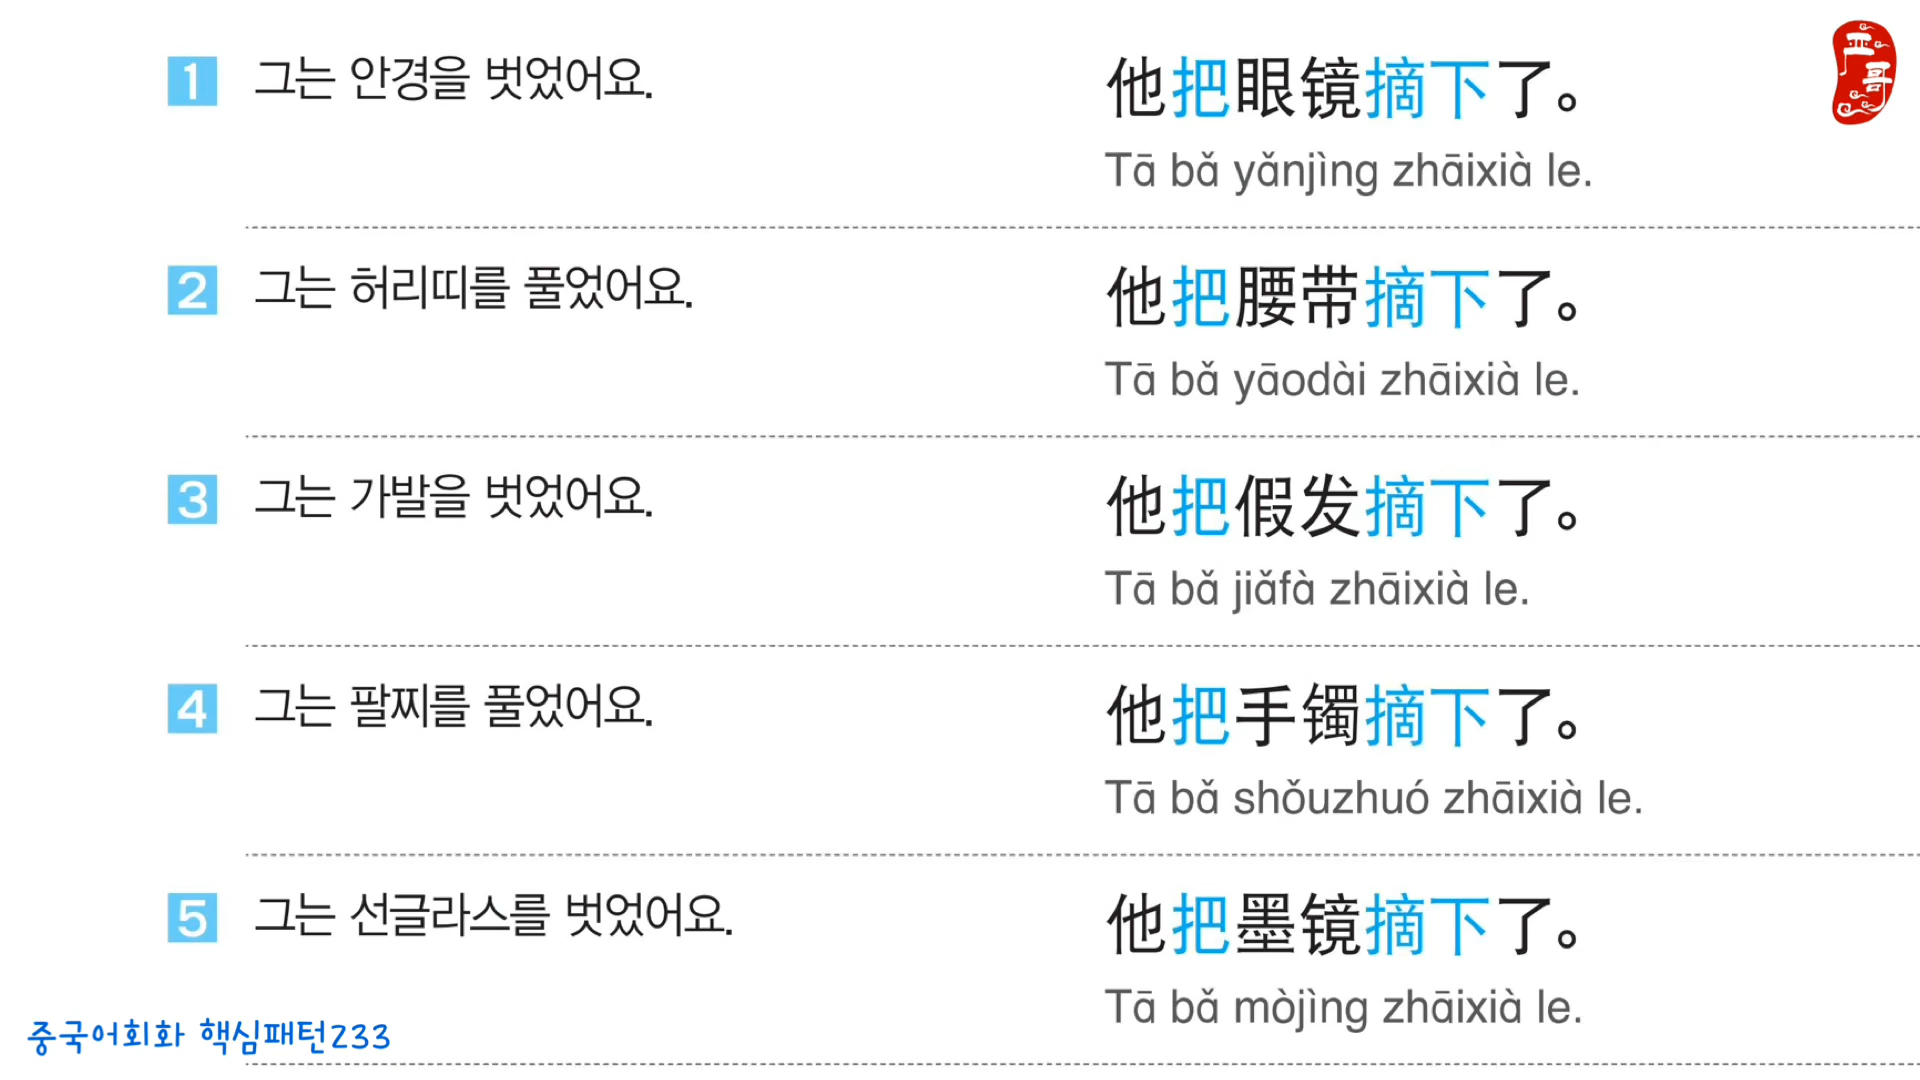 1 그는 안경을 벗었어요.
他把眼镜摘下了。
Tā bǎ yǎnjìng zhāixià le.
2 그는 허리띠를 풀었어요.
他把腰带摘下了。
Tā bǎ yāodài zhāixià le.
3 그는 가발을 벗었어요.
他把假发摘下了。
Tā bǎ jiǎfà zhāixià le.
4 그는 팔찌를 풀었어요.
他把手镯摘下了。
Tā bǎ shǒuzhuó zhāixià le.
5 그는 선글라스를 벗었어요.
他把墨镜摘下了。
Tā bǎ mòjìng zhāixià le.
중국어회화 핵심패턴233
严哥